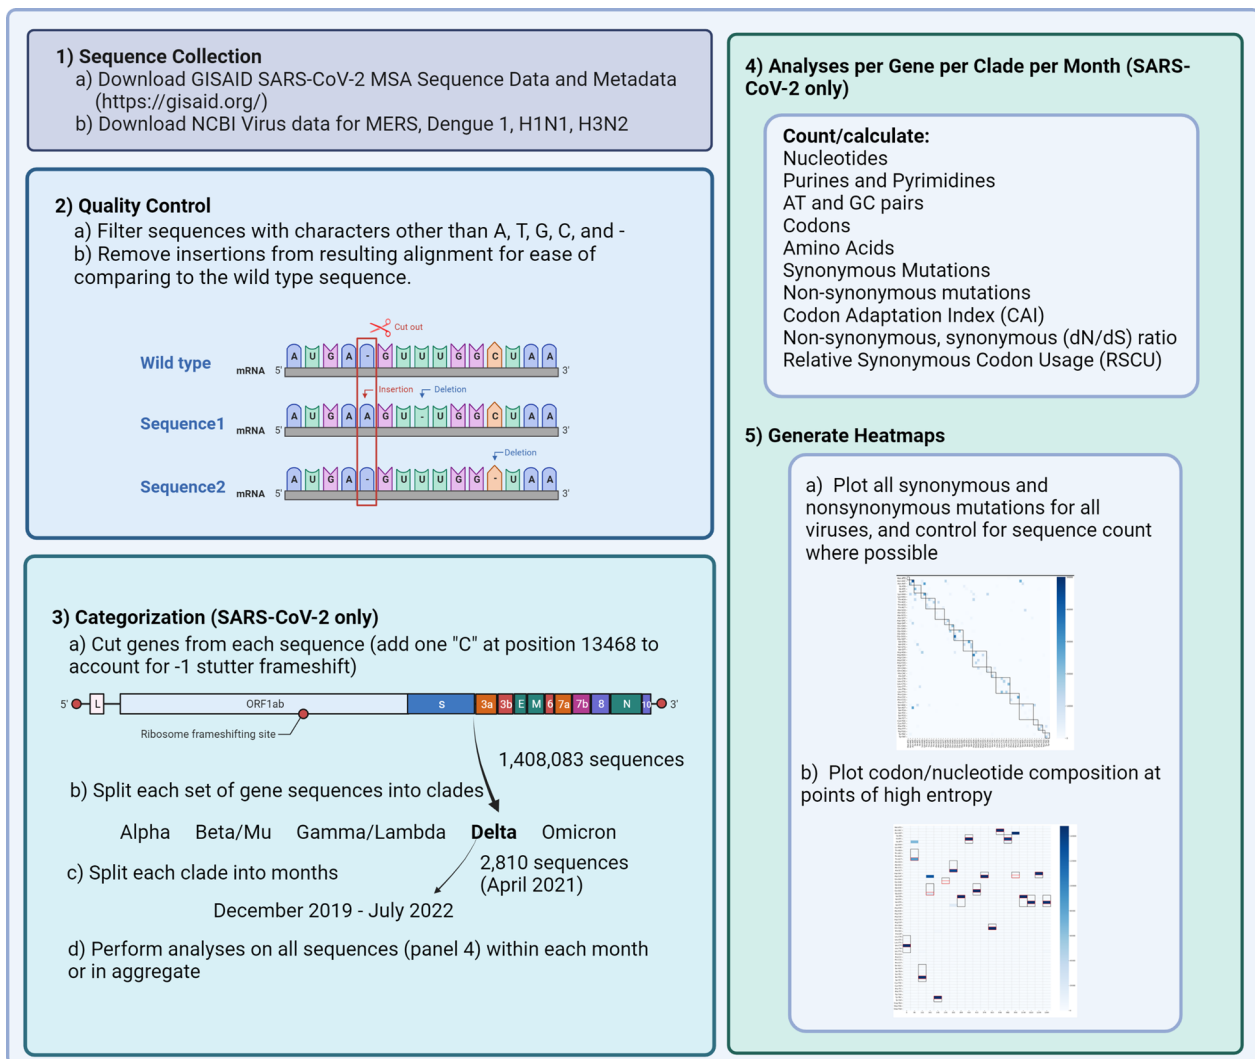 1) Sequence Collection
a) Download GISAID SARS-CoV-2 MSA Sequence Data and Metadata
(https://gisaid.org/)
b) Download NCBI Virus data for MERS, Dengue 1, H1N1, H3N2
2) Quality Control
a) Filter sequences with characters other than A, T, G, C, and -
b) Remove insertions from resulting alignment for ease of
comparing to the wild type sequence.
Cut out
Wild type
mRNA 5' A U G A - G U U U G G C U A A 3'
Insertion Deletion
Sequence1
mRNA 5' A U G A A G U - U G G C U A A 3'
Deletion
Sequence2
mRNA 5' A U G A - G U U U G G - U A A 3'
3) Categorization (SARS-CoV-2 only)
a) Cut genes from each sequence (add one "C" at position 13468 to
account for -1 stutter frameshift)
5' L ORF1ab S 3a 3b E M 6 7a 7b 8 N 10 3'
Ribosome frameshifting site
1,408,083 sequences
b) Split each set of gene sequences into clades
Alpha Beta/Mu Gamma/Lambda Delta Omicron
2,810 sequences
(April 2021)
c) Split each clade into months
December 2019 - July 2022
d) Perform analyses on all sequences (panel 4) within each month
or in aggregate
4) Analyses per Gene per Clade per Month (SARS-
CoV-2 only)
Count/calculate:
Nucleotides
Purines and Pyrimidines
AT and GC pairs
Codons
Amino Acids
Synonymous Mutations
Non-synonymous mutations
Codon Adaptation Index (CAI)
Non-synonymous, synonymous (dN/dS) ratio
Relative Synonymous Codon Usage (RSCU)
5) Generate Heatmaps
a) Plot all synonymous and
nonsynonymous mutations for all
viruses, and control for sequence count
where possible
b) Plot codon/nucleotide composition at
points of high entropy